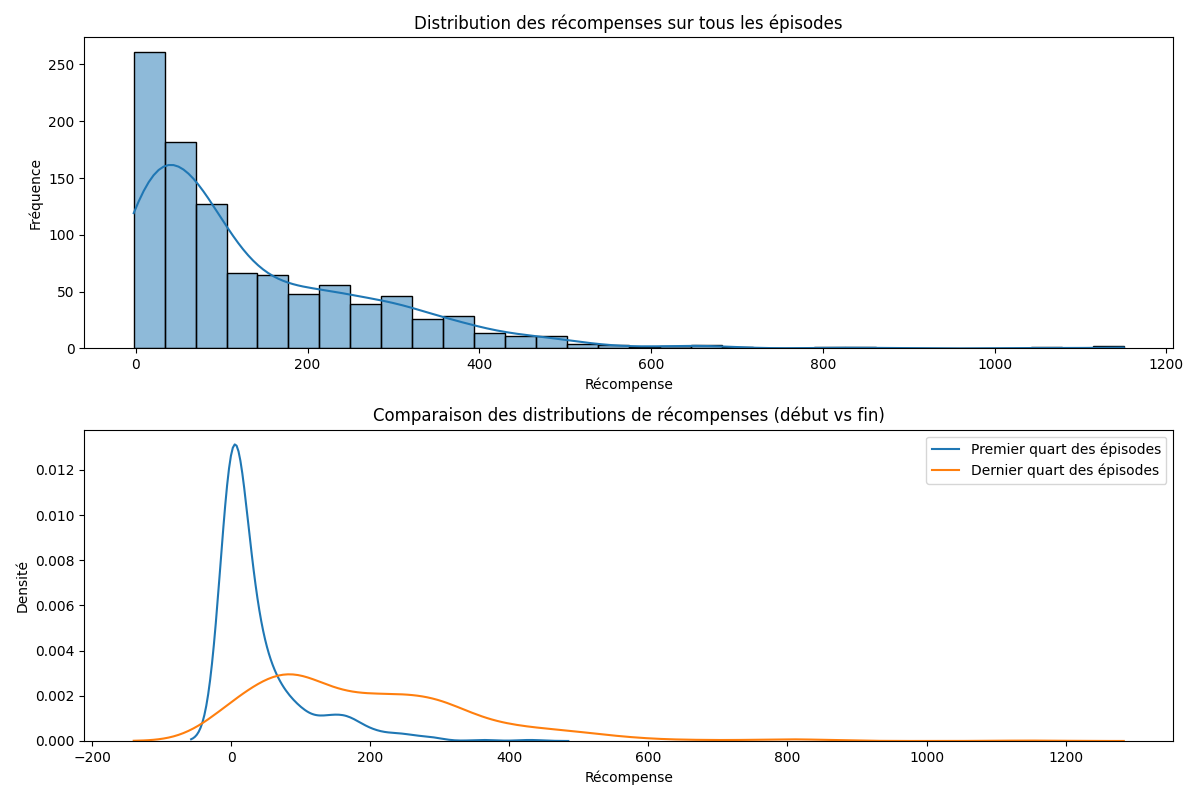 Distribution des récompenses sur tous les épisodes
Fréquence
250
200
150
100
50
0
0 200 400 600 800 1000 1200
Récompense
Comparaison des distributions de récompenses (début vs fin)
Densité
Premier quart des épisodes
Dernier quart des épisodes
0.012
0.010
0.008
0.006
0.004
0.002
0.000
−200 0 200 400 600 800 1000 1200
Récompense